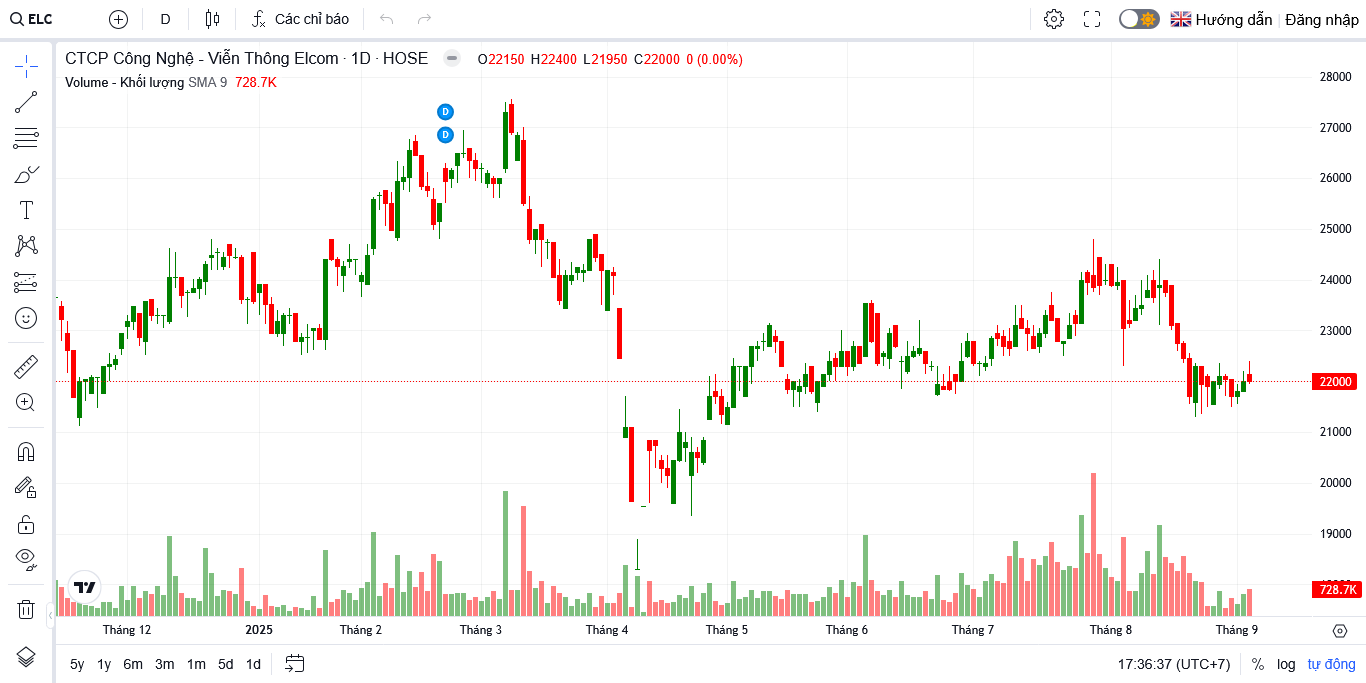 ELC D Các chỉ báo Hướng dẫn Đăng nhập
CTCP Công Nghệ - Viễn Thông Elcom · 1D · HOSE O22150 H22400 L21950 C22000 0 (0.00%)
Volume - Khối lượng SMA 9 728.7K
D
D
28000
27000
26000
25000
24000
23000
22000
21000
20000
19000
728.7K
Tháng 12 2025 Tháng 2 Tháng 3 Tháng 4 Tháng 5 Tháng 6 Tháng 7 Tháng 8 Tháng 9
5y 1y 6m 3m 1m 5d 1d 17:36:37 (UTC+7) % log tự động